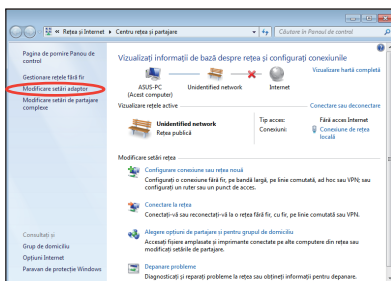 « Rețea și Internet ▸ Centru rețea și partajare
Căutare în Panoul de control
Pagina de pornire Panou de control
Gestionare rețele fără fir
Modificare setări adaptor
Modificare setări de partajare complexe
Vizualizați informații de bază despre rețea și configurați conexiunile
Vizualizare hartă completă
ASUS-PC
(Acest computer)
Unidentified network
Internet
Vizualizare rețele active
Conectare sau deconectare
Unidentified network
Rețea publică
Tip acces: Fără acces Internet
Conexiuni: Conexiune de rețea locală
Modificare setări rețea
Configurare conexiune sau rețea nouă
Configurați o conexiune fără fir, pe bandă largă, pe linie comutată, ad hoc sau VPN; sau configurați un ruter sau un punct de acces.
Conectare la rețea
Conectați-vă sau reconectați-vă la o rețea fără fir, cu fir, pe linie comutată sau VPN.
Alegere opțiuni de partajare și pentru grupul de domiciliu
Accesați fișiere amplasate și imprimante conectate pe alte computere din rețea sau modificați setările de partajare.
Depanare probleme
Diagnosticați și reparați probleme la rețea sau obțineți informații pentru depanare.
Consultați și
Grup de domiciliu
Opțiuni Internet
Paravan de protecție Windows